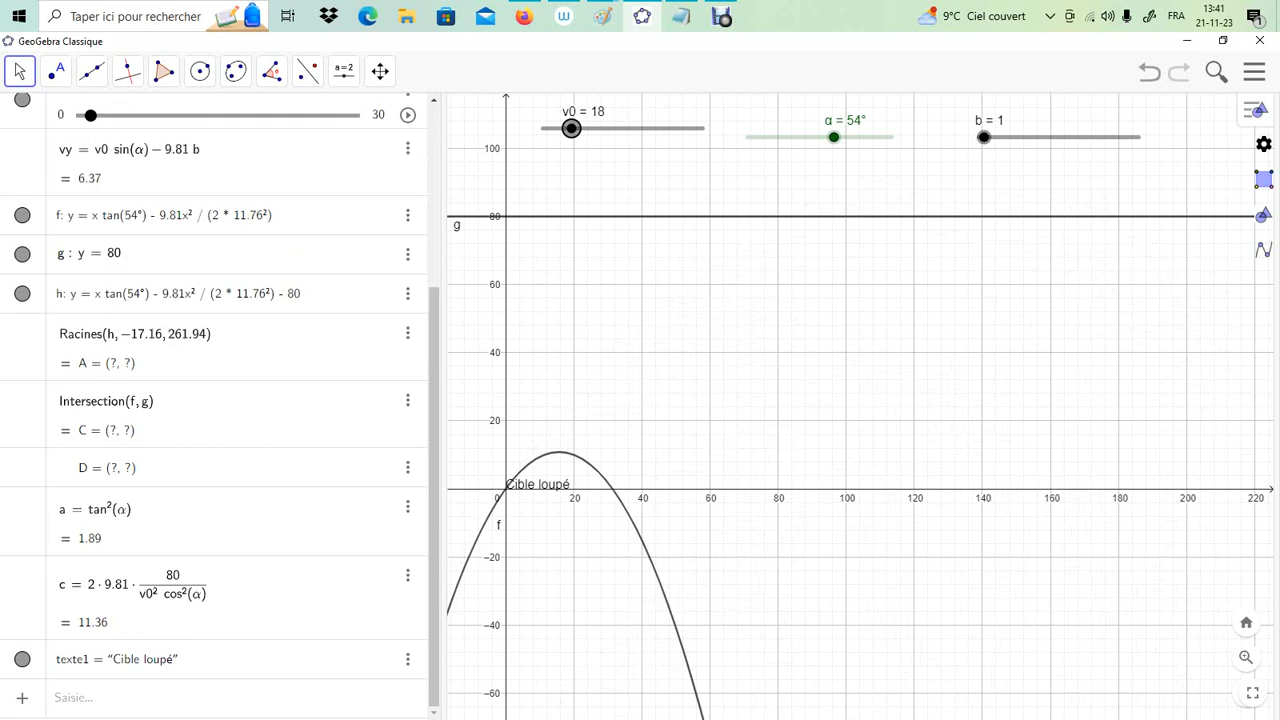 Taper ici pour rechercher
9°C Ciel couvert
FRA
13:41
21-11-23
1
GeoGebra Classique
A
a=2
0
30
vy = v0 sin(α) − 9.81 b
= 6.37
f: y = x tan(54°) - 9.81x² / (2 * 11.76²)
g : y = 80
h: y = x tan(54°) - 9.81x² / (2 * 11.76²) - 80
Racines(h, −17.16, 261.94)
= A = (?, ?)
Intersection(f, g)
= C = (?, ?)
D = (?, ?)
a = tan²(α)
= 1.89
c = 2 · 9.81 · 80 / v0² cos²(α)
= 11.36
texte1 = “Cible loupé”
Saisie...
v0 = 18
α = 54°
b = 1
100
80
g
60
40
20
Cible loupé
0 20 40 60 80 100 120 140 160 180 200 220
f
−20
−40
−60